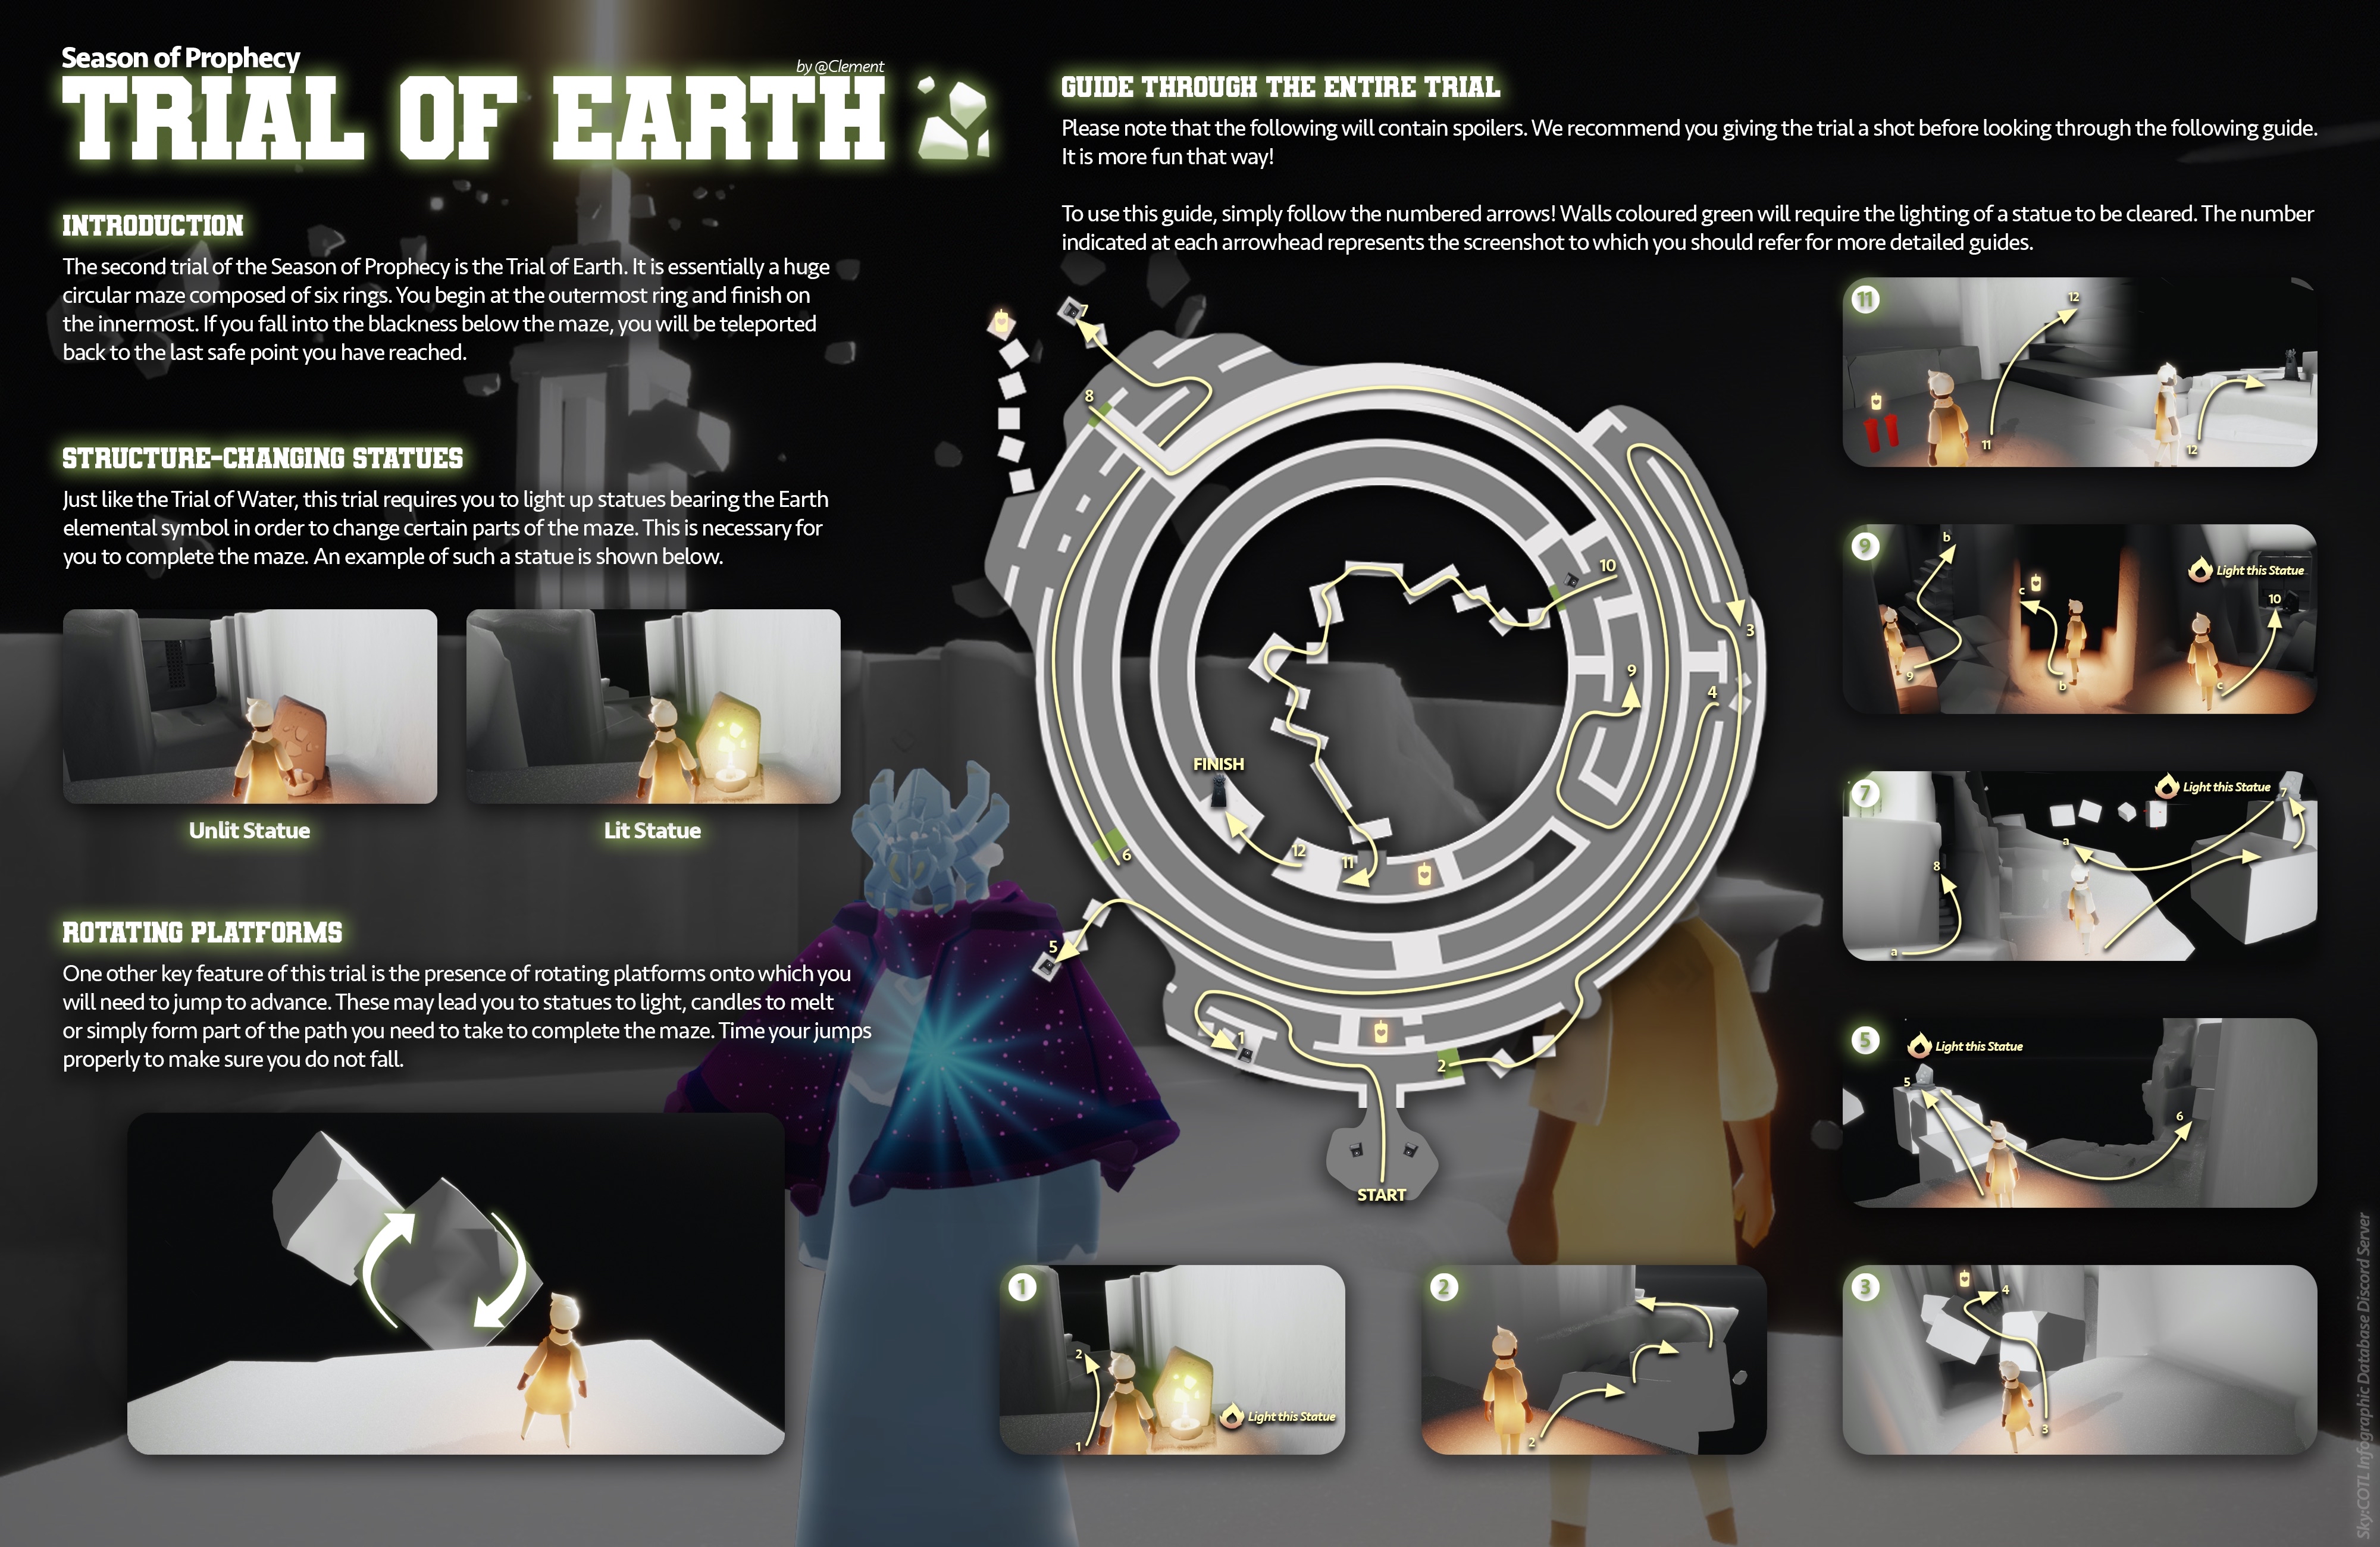 Season of Prophecy
by @Clement
TRIAL OF EARTH
INTRODUCTION
The second trial of the Season of Prophecy is the Trial of Earth. It is essentially a huge
circular maze composed of six rings. You begin at the outermost ring and finish on
the innermost. If you fall into the blackness below the maze, you will be teleported
back to the last safe point you have reached.
STRUCTURE-CHANGING STATUES
Just like the Trial of Water, this trial requires you to light up statues bearing the Earth
elemental symbol in order to change certain parts of the maze. This is necessary for
you to complete the maze. An example of such a statue is shown below.
Unlit Statue
Lit Statue
ROTATING PLATFORMS
One other key feature of this trial is the presence of rotating platforms onto which you
will need to jump to advance. These may lead you to statues to light, candles to melt
or simply form part of the path you need to take to complete the maze. Time your jumps
properly to make sure you do not fall.
GUIDE THROUGH THE ENTIRE TRIAL
Please note that the following will contain spoilers. We recommend you giving the trial a shot before looking through the following guide.
It is more fun that way!
To use this guide, simply follow the numbered arrows! Walls coloured green will require the lighting of a statue to be cleared. The number
indicated at each arrowhead represents the screenshot to which you should refer for more detailed guides.
7
8
10
3
9
4
FINISH
12
11
6
5
1
2
START
11
12
11
12
9
b
c
Light this Statue
10
9
b
c
7
Light this Statue
7
a
8
a
5
Light this Statue
5
6
1
2
Light this Statue
1
2
2
3
4
3
Sky:COTL Infographic Database Discord Server